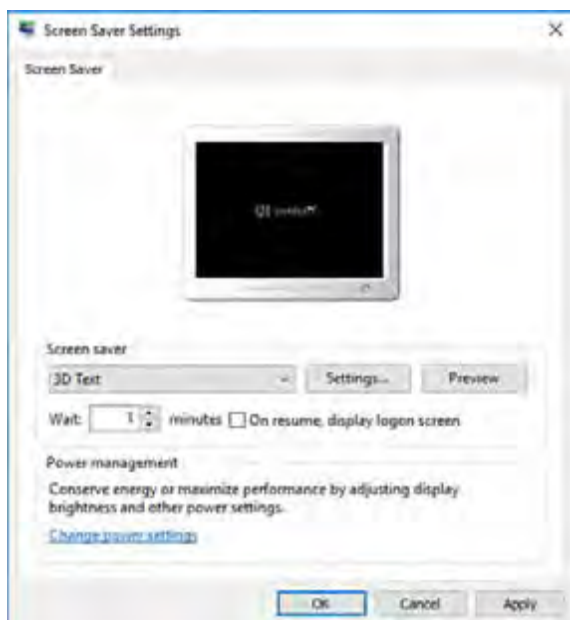 Screen Saver Settings
Screen Saver
Screen saver
3D Text
Settings...
Preview
Wait: 1 minutes On resume, display logon screen
Power management
Conserve energy or maximize performance by adjusting display
brightness and other power settings.
Change power settings
OK Cancel Apply